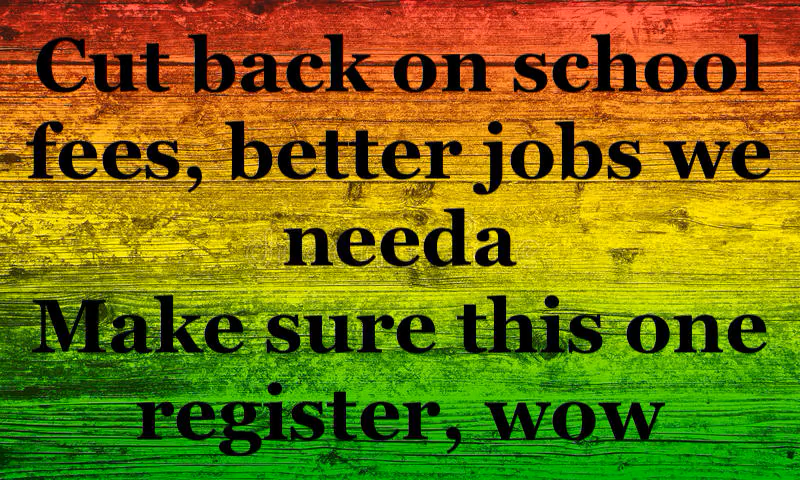 Cut back on school
fees, better jobs we
needa
Make sure this one
register, wow